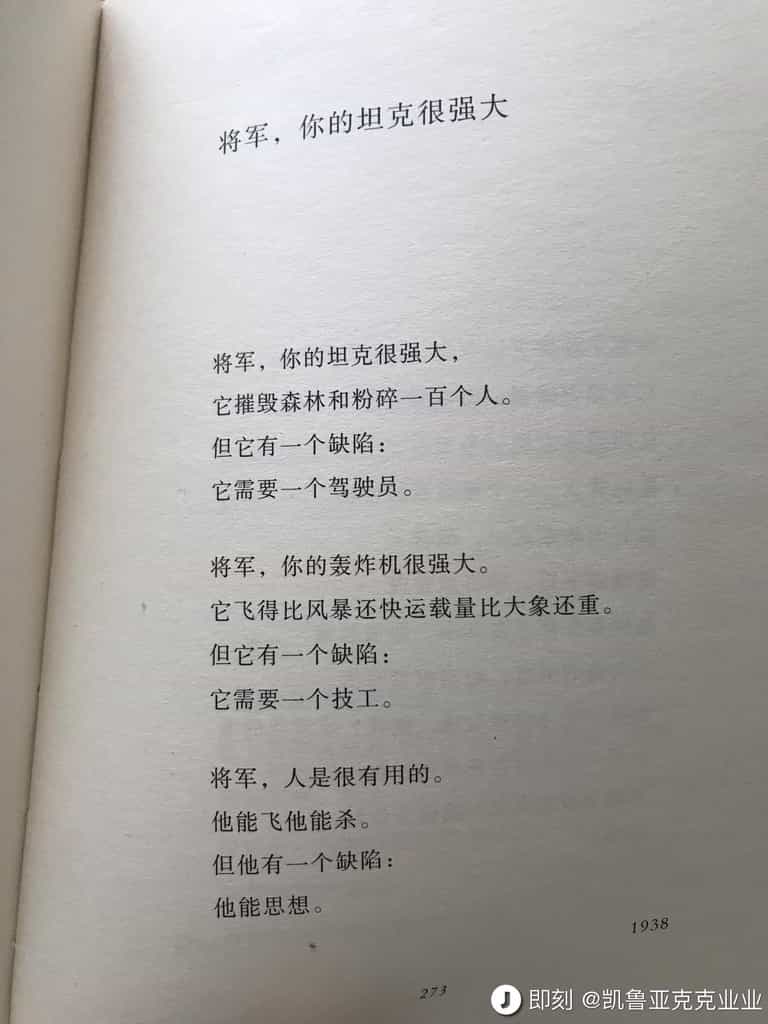 将军，你的坦克很强大
将军，你的坦克很强大，
它摧毁森林和粉碎一百个人。
但它有一个缺陷：
它需要一个驾驶员。
将军，你的轰炸机很强大。
它飞得比风暴还快运载量比大象还重。
但它有一个缺陷：
它需要一个技工。
将军，人是很有用的。
他能飞他能杀。
但他有一个缺陷：
他能思想。
1938
273
即刻 @凯鲁亚克克业业